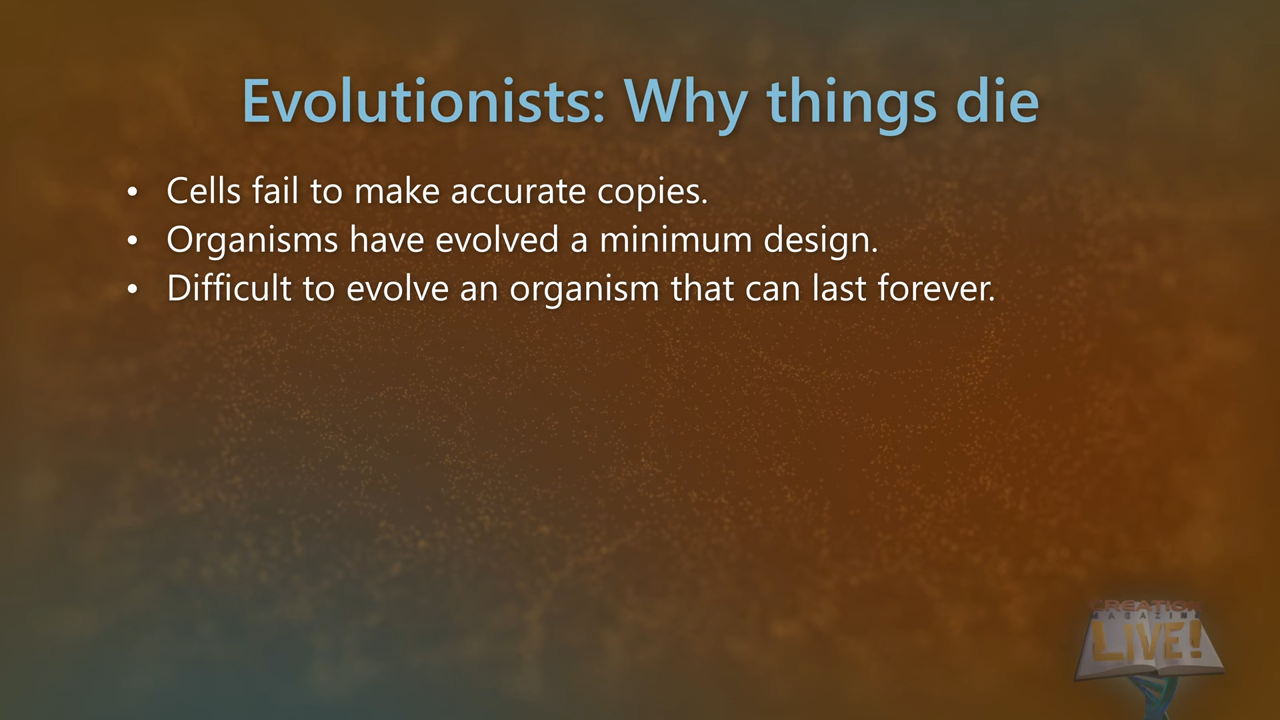 Evolutionists: Why things die
• Cells fail to make accurate copies.
• Organisms have evolved a minimum design.
• Difficult to evolve an organism that can last forever.
CREATION
MAGAZINE
LIVE!